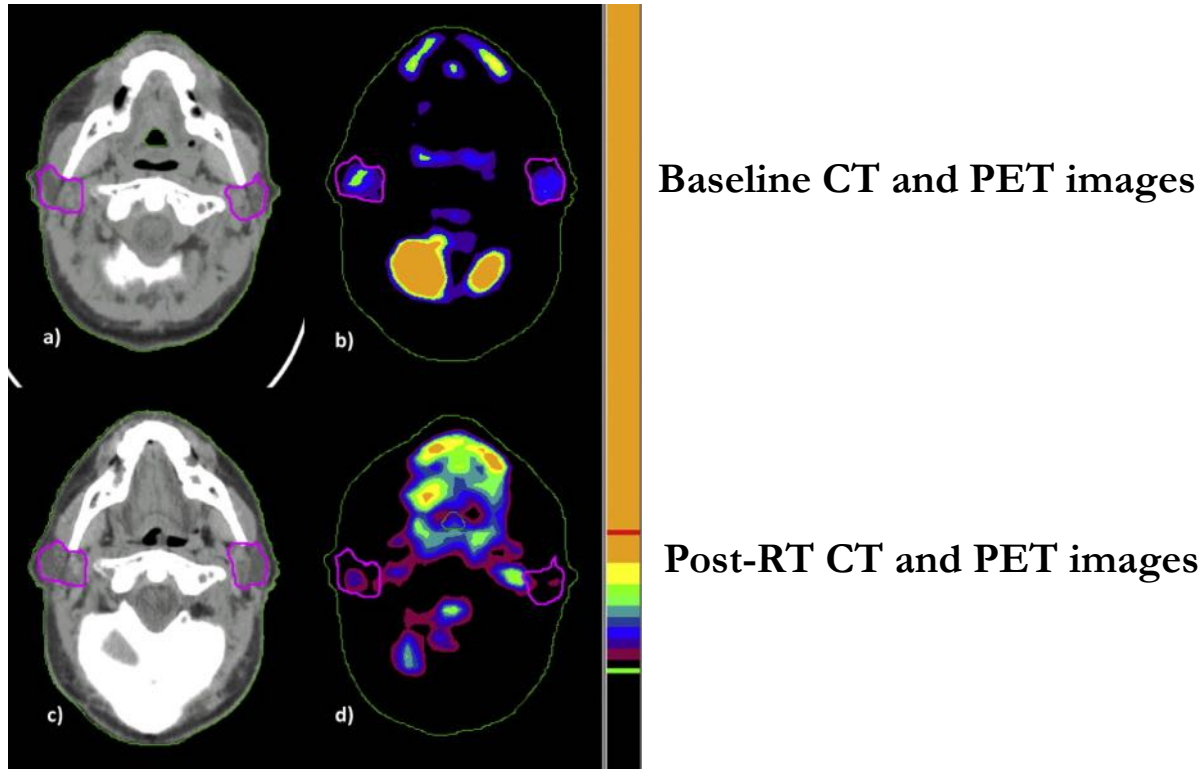 Baseline CT and PET images
a)
b)
Post-RT CT and PET images
c)
d)